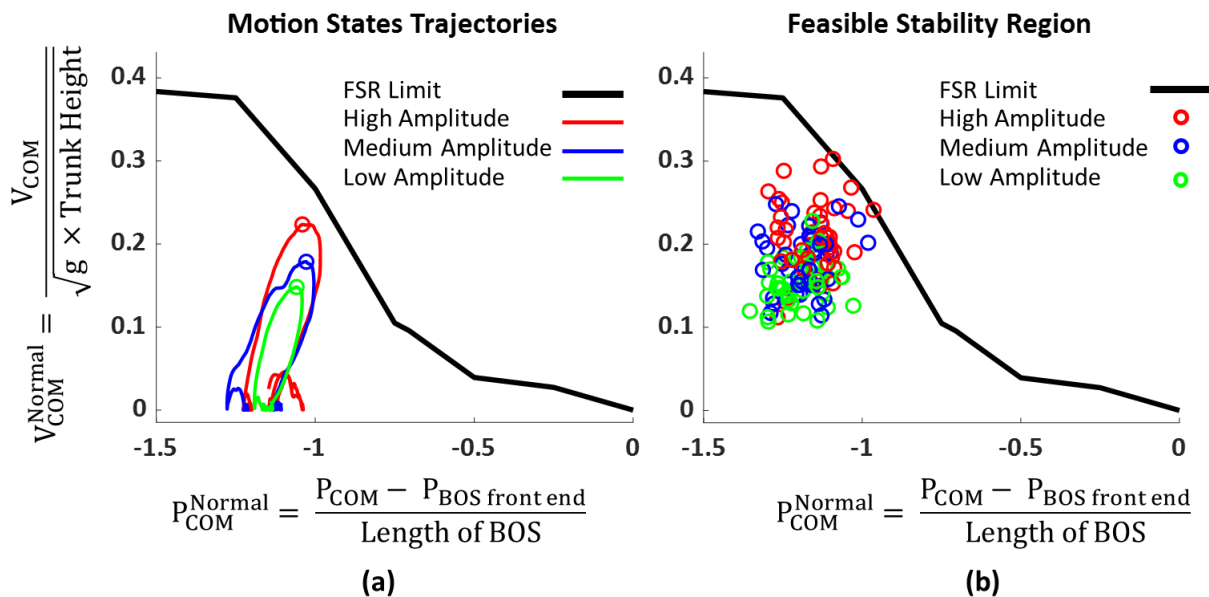 Motion States Trajectories
V_COM^Normal = V_COM / √(g × Trunk Height)
0.4
0.3
0.2
0.1
0
FSR Limit
High Amplitude
Medium Amplitude
Low Amplitude
-1.5
-1
-0.5
0
P_COM^Normal = (P_COM − P_BOS front end) / Length of BOS
(a)
Feasible Stability Region
0.4
0.3
0.2
0.1
0
FSR Limit
High Amplitude
Medium Amplitude
Low Amplitude
-1.5
-1
-0.5
0
P_COM^Normal = (P_COM − P_BOS front end) / Length of BOS
(b)